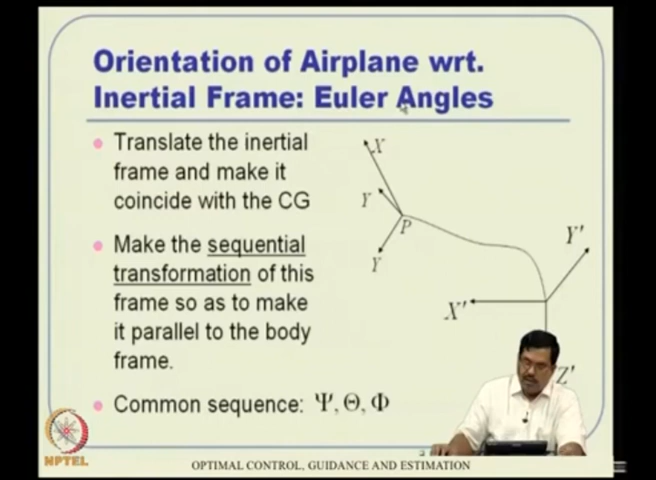 Orientation of Airplane wrt.
Inertial Frame: Euler Angles
Translate the inertial
frame and make it
coincide with the CG
Make the sequential
transformation of this
frame so as to make
it parallel to the body
frame.
Common sequence: Ψ, Θ, Φ
X
Y
P
Y
Y'
X'
Z'
NPTEL
OPTIMAL CONTROL, GUIDANCE AND ESTIMATION